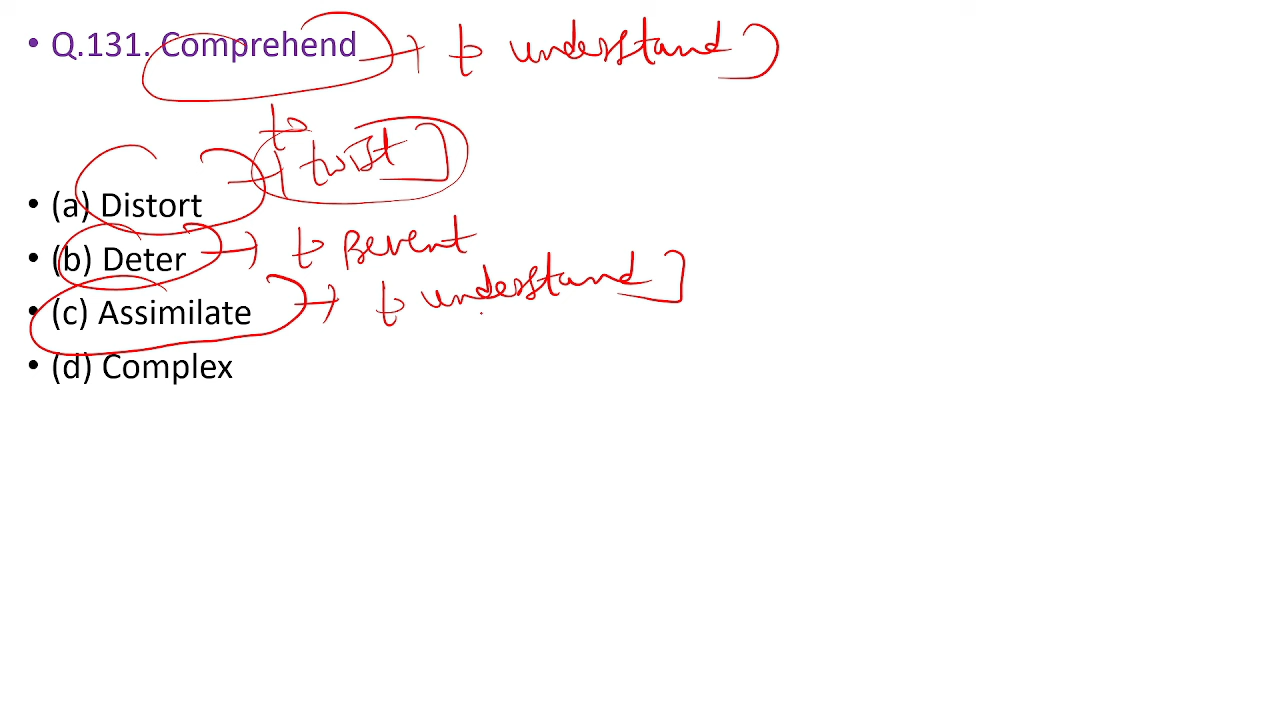 • Q.131. Comprehend → to understand
to
• (a) Distort → twist
• (b) Deter → to Prevent
• (c) Assimilate → to understand
• (d) Complex